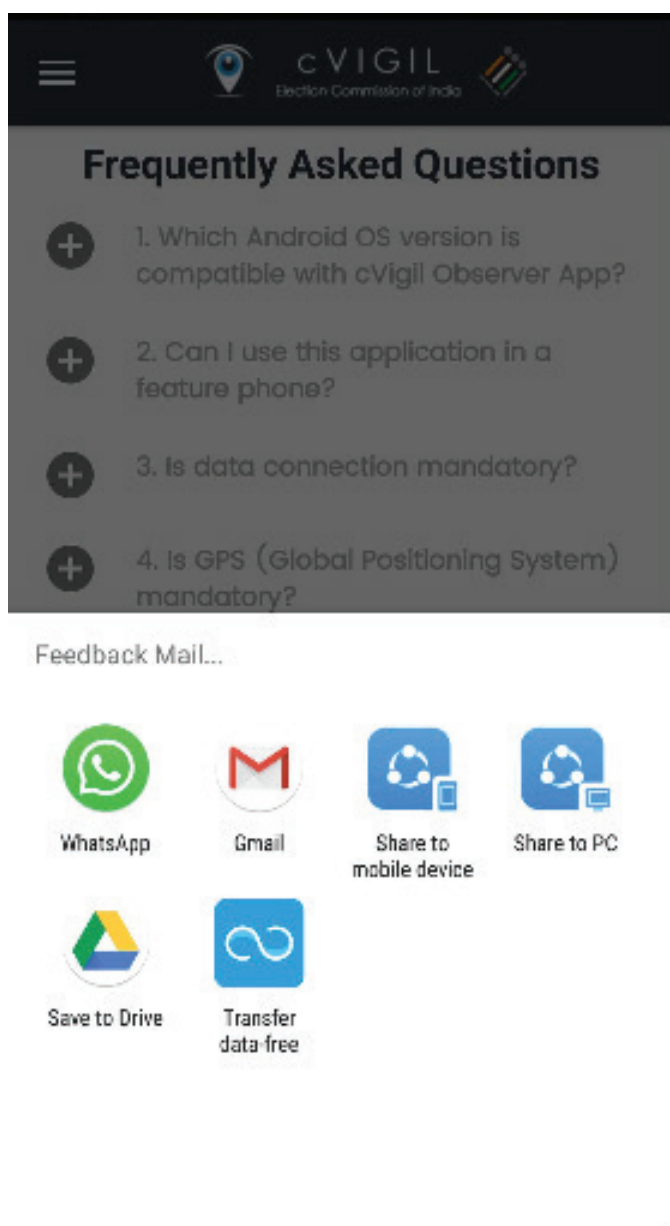 cVIGIL
Election Commission of India
Frequently Asked Questions
1. Which Android OS version is
compatible with cVigil Observer App?
2. Can I use this application in a
feature phone?
3. Is data connection mandatory?
4. Is GPS (Global Positioning System)
mandatory?
Feedback Mail...
WhatsApp
Gmail
Share to
mobile device
Share to PC
Save to Drive
Transfer
data-free